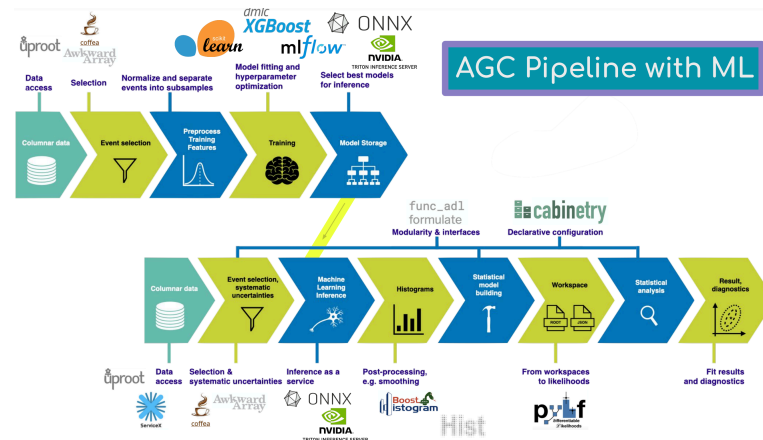 dmlc
XGBoost
ONNX
uproot
coffea
Awkward
Array
scikit
learn
mlflow
NVIDIA.
TRITON INFERENCE SERVER
AGC Pipeline with ML
Data
access
Selection
Normalize and separate
events into subsamples
Model fitting and
hyperparameter
optimization
Select best models
for inference
Columnar data
Event selection
Preprocess
Training
Features
Training
Model Storage
func_adl
formulate
Modularity & interfaces
cabinetry
Declarative configuration
Columnar data
Event selection,
systematic
uncertainties
Machine
Learning
Inference
Histograms
Statistical
model
building
Workspace
ROOT
JSON
Statistical
analysis
Result,
diagnostics
uproot
Data
access
ServiceX
Selection &
systematic uncertainties
coffea
Awkward
Array
Inference as a
service
ONNX
NVIDIA.
TRITON INFERENCE SERVER
Post-processing,
e.g. smoothing
Boost
Histogram
Hist
From workspaces
to likelihoods
pyhf
differentiable
likelihoods
Fit results
and diagnostics